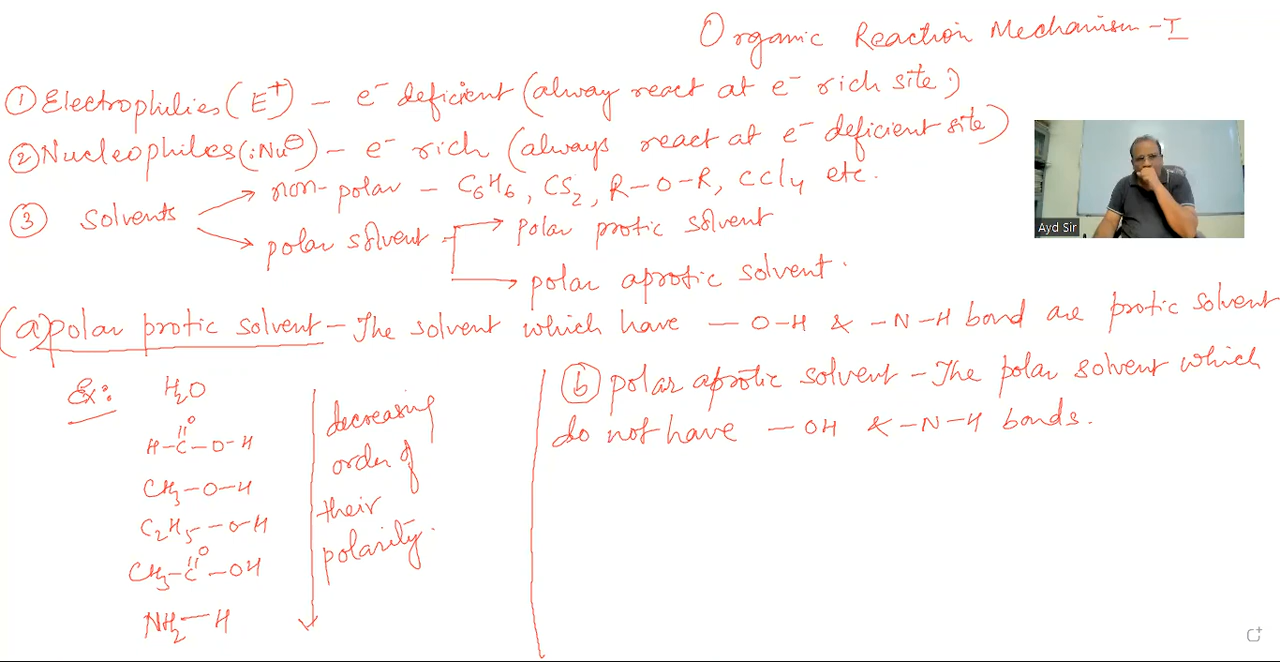 Organic Reaction Mechanism-I
① Electrophilies (E⁺) – e⁻ deficient (alway react at e⁻ rich site:)
② Nucleophiles (:Nu⊖) – e⁻ rich (always react at e⁻ deficient site)
③ Solvents
non-polar – C₆H₆, CS₂, R–O–R, CCl₄ etc.
polar solvent
polar protic solvent
polar aprotic solvent.
(a) polar protic solvent – The solvent which have –O–H & –N–H bond are protic solvent
Ex:
H₂O
H–C(=O)–O–H
CH₃–O–H
C₂H₅–O–H
CH₃–C(=O)–OH
NH₂–H
decreasing
order of
their
polarity.
ⓑ polar aprotic solvent – The polar solvent which
do not have –OH & –N–H bonds.
Ayd Sir